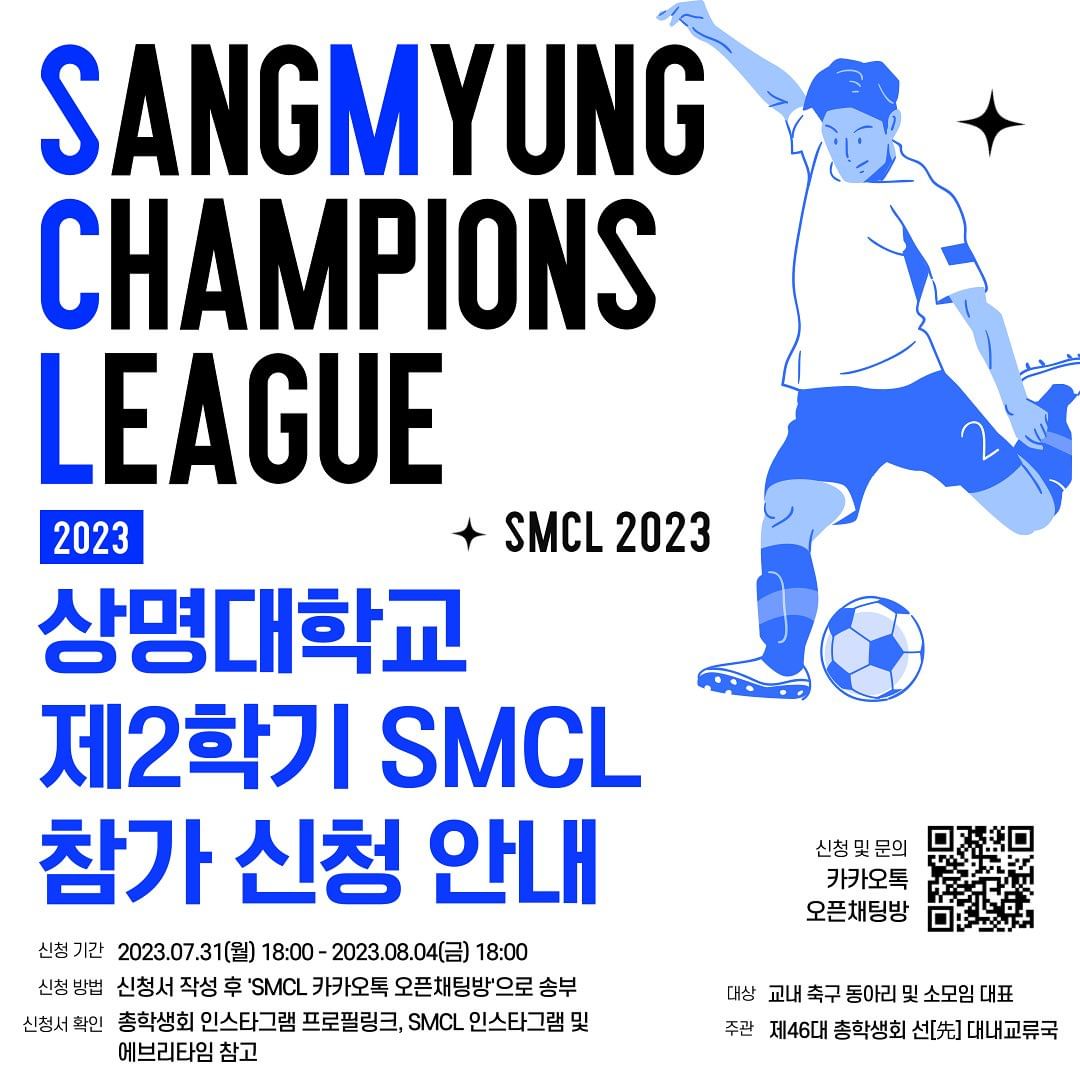 SANGMYUNG
CHAMPIONS
LEAGUE
2023
SMCL 2023
상명대학교
제2학기 SMCL
참가 신청 안내
신청 기간 2023.07.31(월) 18:00 - 2023.08.04(금) 18:00
신청 방법 신청서 작성 후 'SMCL 카카오톡 오픈채팅방'으로 송부
신청서 확인 총학생회 인스타그램 프로필링크, SMCL 인스타그램 및
에브리타임 참고
신청 및 문의
카카오톡
오픈채팅방
대상 교내 축구 동아리 및 소모임 대표
주관 제46대 총학생회 선[先] 대내교류국
2